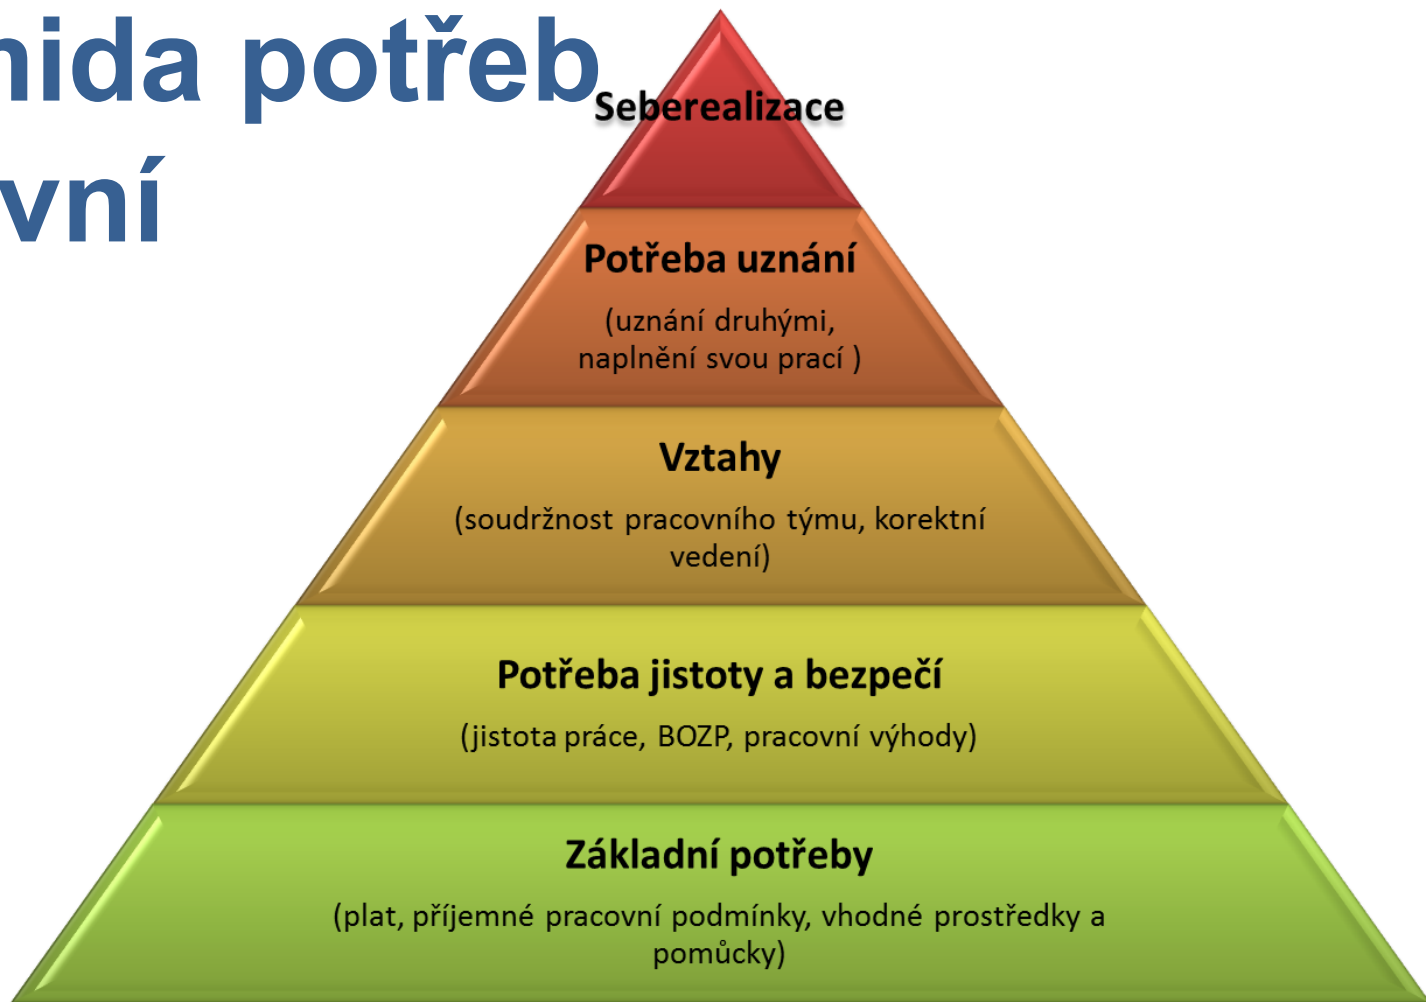 mida potřeb
vní
Seberealizace
Potřeba uznání
(uznání druhými,
naplnění svou prací )
Vztahy
(soudržnost pracovního týmu, korektní
vedení)
Potřeba jistoty a bezpečí
(jistota práce, BOZP, pracovní výhody)
Základní potřeby
(plat, příjemné pracovní podmínky, vhodné prostředky a
pomůcky)